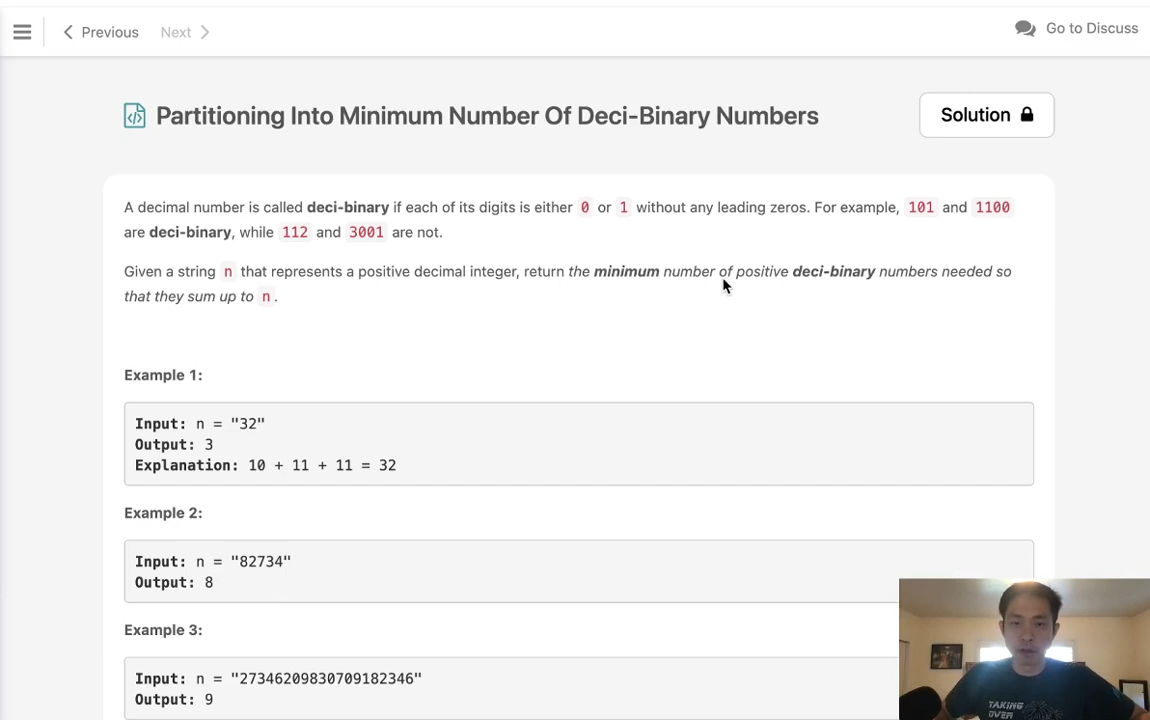 Previous Next Go to Discuss
Partitioning Into Minimum Number Of Deci-Binary Numbers Solution
A decimal number is called deci-binary if each of its digits is either 0 or 1 without any leading zeros. For example, 101 and 1100
are deci-binary, while 112 and 3001 are not.
Given a string n that represents a positive decimal integer, return the minimum number of positive deci-binary numbers needed so
that they sum up to n.
Example 1:
Input: n = "32"
Output: 3
Explanation: 10 + 11 + 11 = 32
Example 2:
Input: n = "82734"
Output: 8
Example 3:
Input: n = "27346209830709182346"
Output: 9
TAKING
OVER